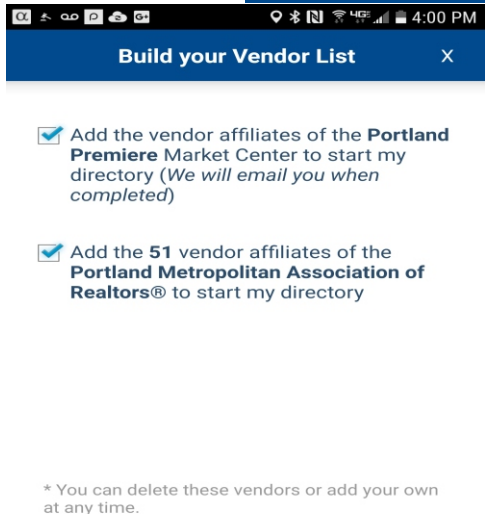 4G 4:00 PM
Build your Vendor List X
Add the vendor affiliates of the Portland
Premiere Market Center to start my
directory (We will email you when
completed)
Add the 51 vendor affiliates of the
Portland Metropolitan Association of
Realtors® to start my directory
* You can delete these vendors or add your own
at any time.